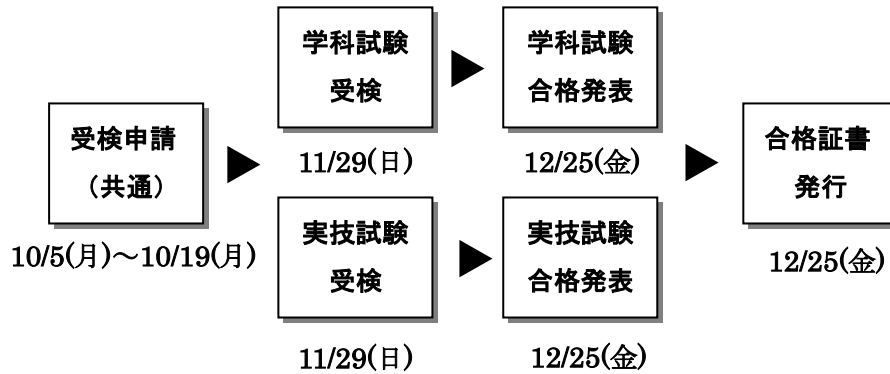 受検申請
（共通）
10/5(月)～10/19(月)
学科試験
受検
11/29(日)
学科試験
合格発表
12/25(金)
実技試験
受検
11/29(日)
実技試験
合格発表
12/25(金)
合格証書
発行
12/25(金)